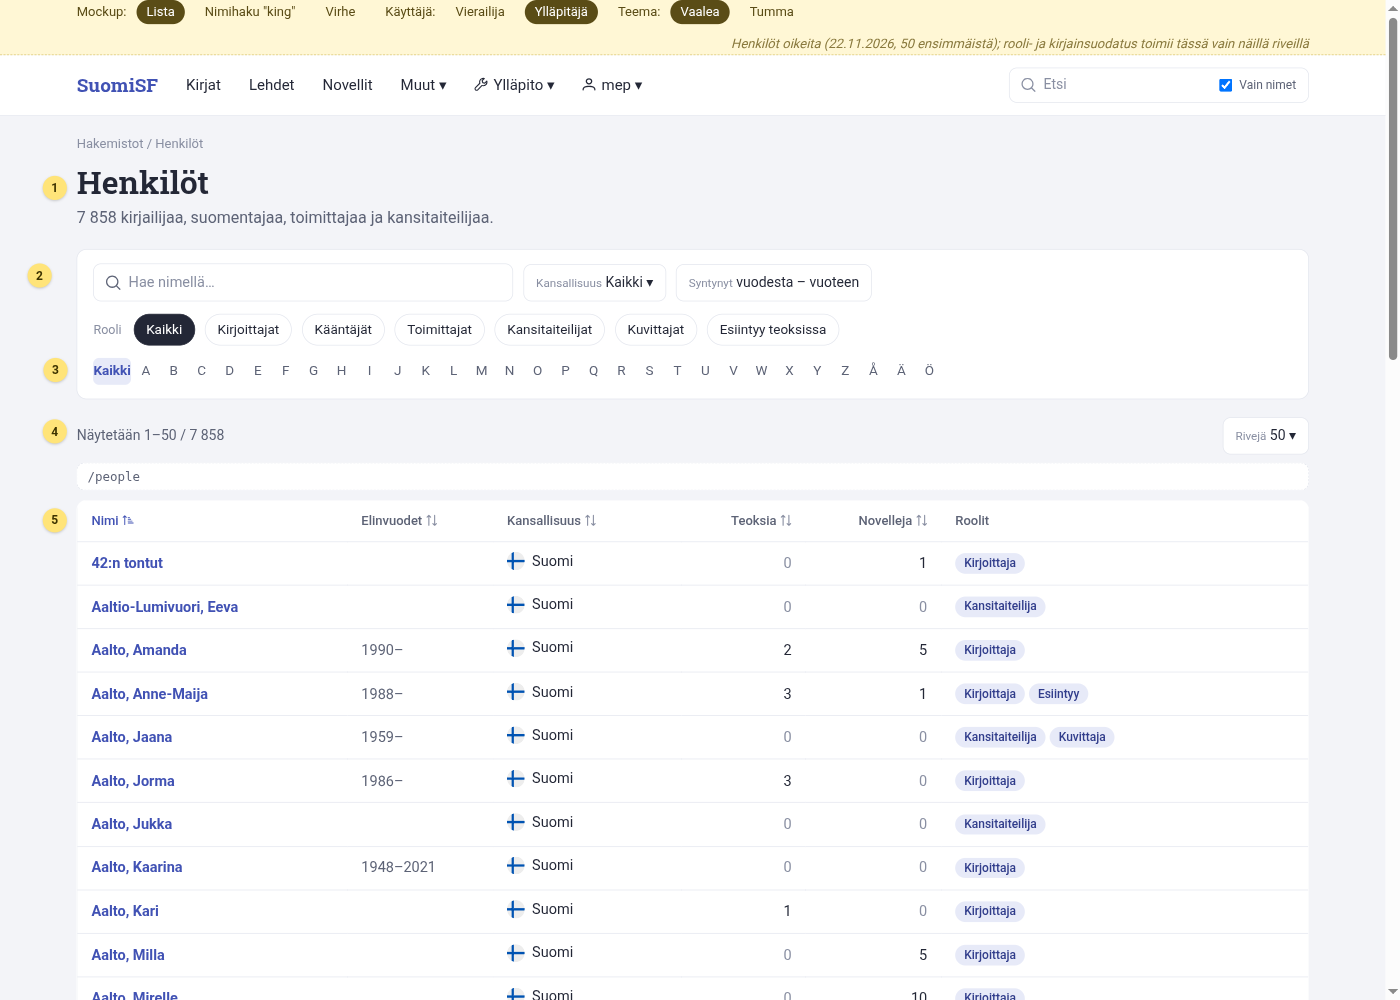 Mockup: Lista Nimihaku "king" Virhe Käyttäjä: Vierailija Ylläpitäjä Teema: Vaalea Tumma
Henkilöt oikeita (22.11.2026, 50 ensimmäistä); rooli- ja kirjainsuodatus toimii tässä vain näillä riveillä
SuomiSF Kirjat Lehdet Novellit Muut ▾ Ylläpito ▾ mep ▾ Etsi Vain nimet
Hakemistot / Henkilöt
1 Henkilöt
7 858 kirjailijaa, suomentajaa, toimittajaa ja kansitaiteilijaa.
2 Hae nimellä... Kansallisuus Kaikki ▾ Syntynyt vuodesta – vuoteen
Rooli Kaikki Kirjoittajat Kääntäjät Toimittajat Kansitaiteilijat Kuvittajat Esiintyy teoksissa
3 Kaikki A B C D E F G H I J K L M N O P Q R S T U V W X Y Z Å Ä Ö
4 Näytetään 1–50 / 7 858 Rivejä 50 ▾
/people
5 Nimi Elinvuodet Kansallisuus Teoksia Novelleja Roolit
42:n tontut Suomi 0 1 Kirjoittaja
Aaltio-Lumivuori, Eeva Suomi 0 0 Kansitaiteilija
Aalto, Amanda 1990– Suomi 2 5 Kirjoittaja
Aalto, Anne-Maija 1988– Suomi 3 1 Kirjoittaja Esiintyy
Aalto, Jaana 1959– Suomi 0 0 Kansitaiteilija Kuvittaja
Aalto, Jorma 1986– Suomi 3 0 Kirjoittaja
Aalto, Jukka Suomi 0 0 Kansitaiteilija
Aalto, Kaarina 1948–2021 Suomi 0 0 Kirjoittaja
Aalto, Kari Suomi 1 0 Kirjoittaja
Aalto, Milla Suomi 0 5 Kirjoittaja
Aalto, Mirelle Suomi 0 10 Kirjoittaja